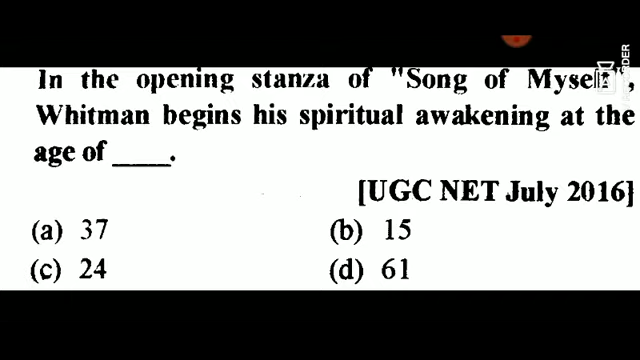 In the opening stanza of "Song of Myself",
Whitman begins his spiritual awakening at the
age of ____.
[UGC NET July 2016]
(a) 37 (b) 15
(c) 24 (d) 61